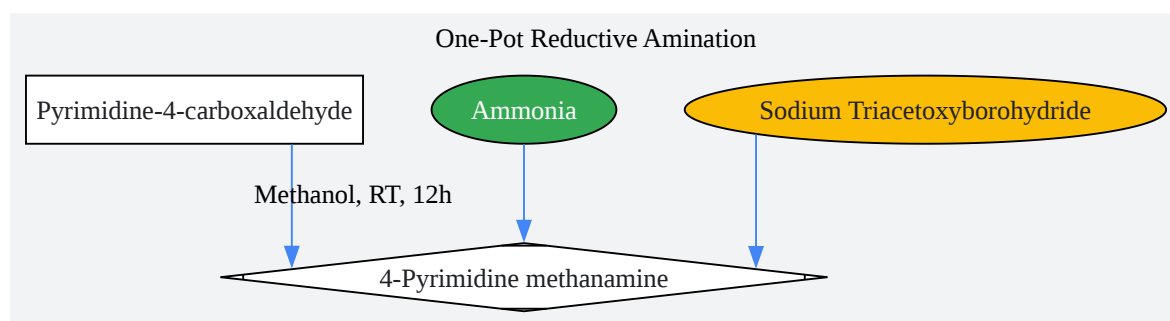 One-Pot Reductive Amination
Pyrimidine-4-carboxaldehyde
Ammonia
Sodium Triacetoxyborohydride
Methanol, RT, 12h
4-Pyrimidine methanamine